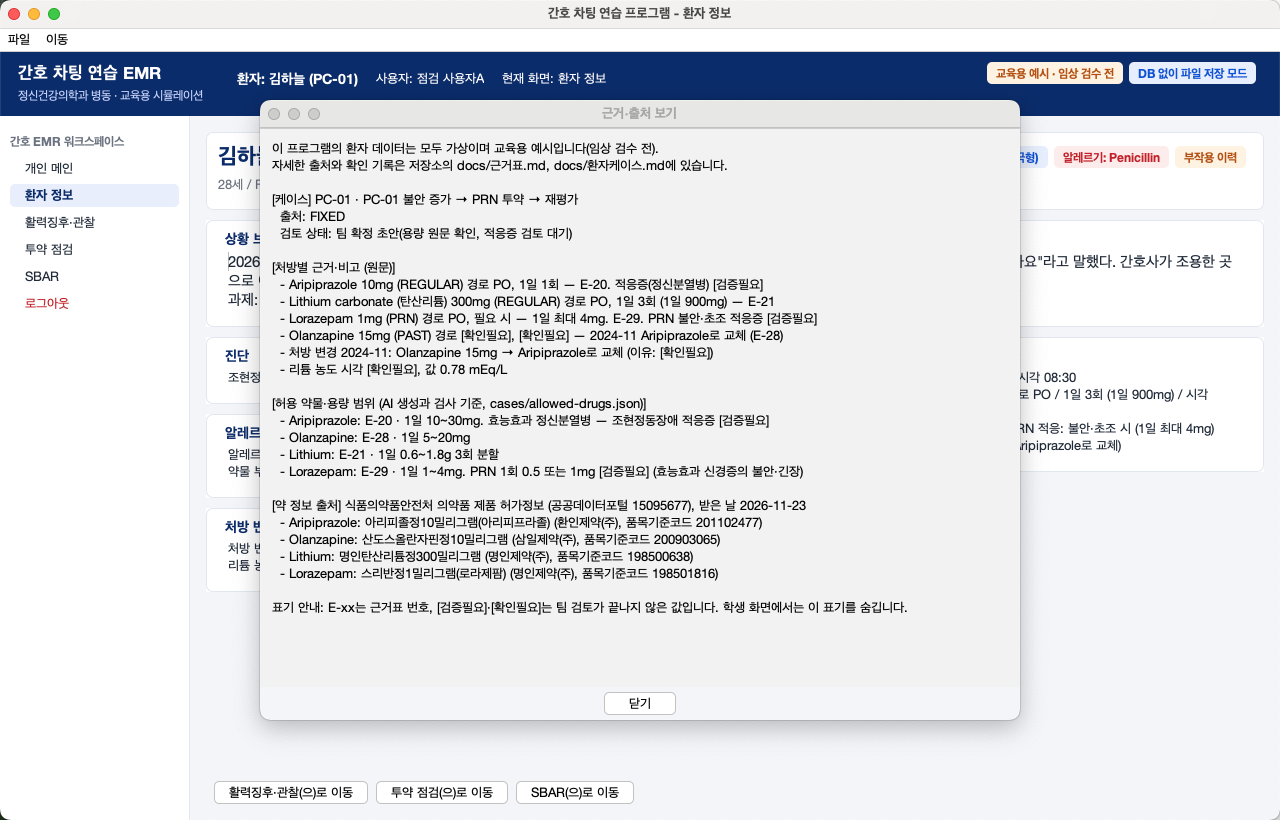 간호 차팅 연습 프로그램 - 환자 정보
파일 이동
간호 차팅 연습 EMR
정신건강의학과 병동 · 교육용 시뮬레이션
환자: 김하늘 (PC-01) 사용자: 점검 사용자A 현재 화면: 환자 정보
교육용 예시 · 임상 검수 전 DB 없이 파일 저장 모드
간호 EMR 워크스페이스
개인 메인
환자 정보
활력징후·관찰
투약 점검
SBAR
로그아웃
28세 /
알레르기: Penicillin 부작용 이력
상황
2026
으로
과제:
라고 말했다. 간호사가 조용한 곳
진단
시각 08:30
PO / 1일 3회 (1일 900mg) / 시각
적응: 불안·초조 시 (1일 최대 4mg)
교체)
약물
처방
처방
리튬
근거·출처 보기
이 프로그램의 환자 데이터는 모두 가상이며 교육용 예시입니다(임상 검수 전).
자세한 출처와 확인 기록은 저장소의 docs/근거표.md, docs/환자케이스.md에 있습니다.
[케이스] PC-01 · PC-01 불안 증가 → PRN 투약 → 재평가
출처: FIXED
검토 상태: 팀 확정 초안(용량 원문 확인, 적응증 검토 대기)
[처방별 근거·비고 (원문)]
- Aripiprazole 10mg (REGULAR) 경로 PO, 1일 1회 — E-20. 적응증(정신분열병) [검증필요]
- Lithium carbonate (탄산리튬) 300mg (REGULAR) 경로 PO, 1일 3회 (1일 900mg) — E-21
- Lorazepam 1mg (PRN) 경로 PO, 필요 시 — 1일 최대 4mg. E-29. PRN 불안·초조 적응증 [검증필요]
- Olanzapine 15mg (PAST) 경로 [확인필요], [확인필요] — 2024-11 Aripiprazole로 교체 (E-28)
- 처방 변경 2024-11: Olanzapine 15mg → Aripiprazole로 교체 (이유: [확인필요])
- 리튬 농도 시각 [확인필요], 값 0.78 mEq/L
[허용 약물·용량 범위 (AI 생성과 검사 기준, cases/allowed-drugs.json)]
- Aripiprazole: E-20 · 1일 10~30mg. 효능효과 정신분열병 — 조현정동장애 적응증 [검증필요]
- Olanzapine: E-28 · 1일 5~20mg
- Lithium: E-21 · 1일 0.6~1.8g 3회 분할
- Lorazepam: E-29 · 1일 1~4mg. PRN 1회 0.5 또는 1mg [검증필요] (효능효과 신경증의 불안·긴장)
[약 정보 출처] 식품의약품안전처 의약품 제품 허가정보 (공공데이터포털 15095677), 받은 날 2026-11-23
- Aripiprazole: 아리피졸정10밀리그램(아리피프라졸) (환인제약(주), 품목기준코드 201102477)
- Olanzapine: 산도스올란자핀정10밀리그램 (삼일제약(주), 품목기준코드 200903065)
- Lithium: 명인탄산리튬정300밀리그램 (명인제약(주), 품목기준코드 198500638)
- Lorazepam: 스리반정1밀리그램(로라제팜) (명인제약(주), 품목기준코드 198501816)
표기 안내: E-xx는 근거표 번호, [검증필요]·[확인필요]는 팀 검토가 끝나지 않은 값입니다. 학생 화면에서는 이 표기를 숨깁니다.
닫기
활력징후·관찰(으)로 이동 투약 점검(으)로 이동 SBAR(으)로 이동